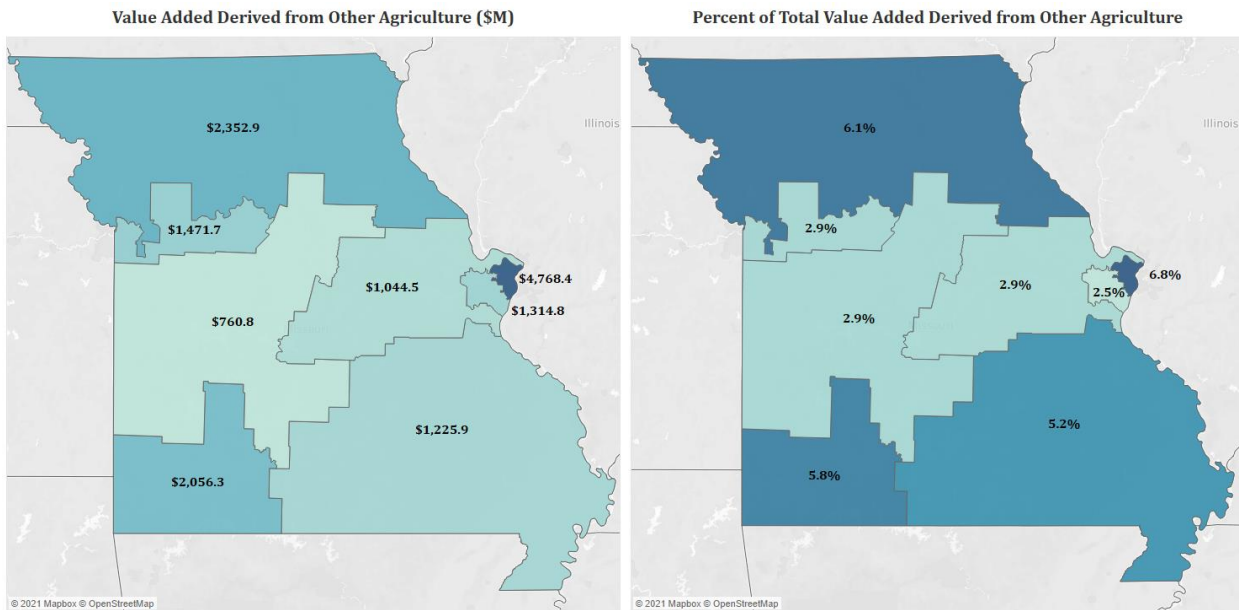 Value Added Derived from Other Agriculture ($M)
$2,352.9
$1,471.7
$1,044.5
$4,768.4
$1,314.8
$760.8
$1,225.9
$2,056.3
© 2021 Mapbox © OpenStreetMap
Percent of Total Value Added Derived from Other Agriculture
Illinois
6.1%
2.9%
2.9%
6.8%
2.5%
2.9%
5.2%
5.8%
© 2021 Mapbox © OpenStreetMap
Illinois